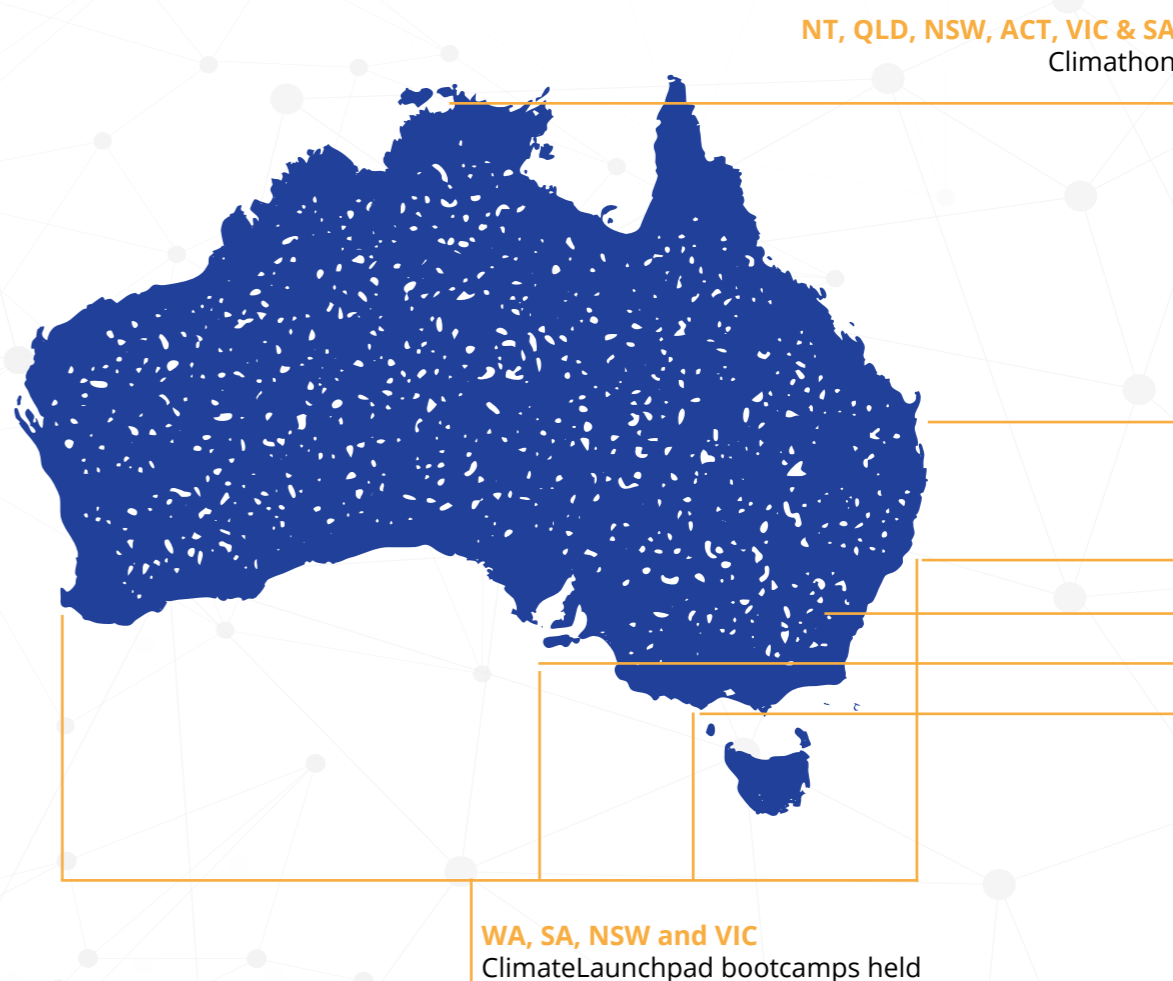 NT, QLD, NSW, ACT, VIC & SA
Climathon
WA, SA, NSW and VIC
ClimateLaunchpad bootcamps held